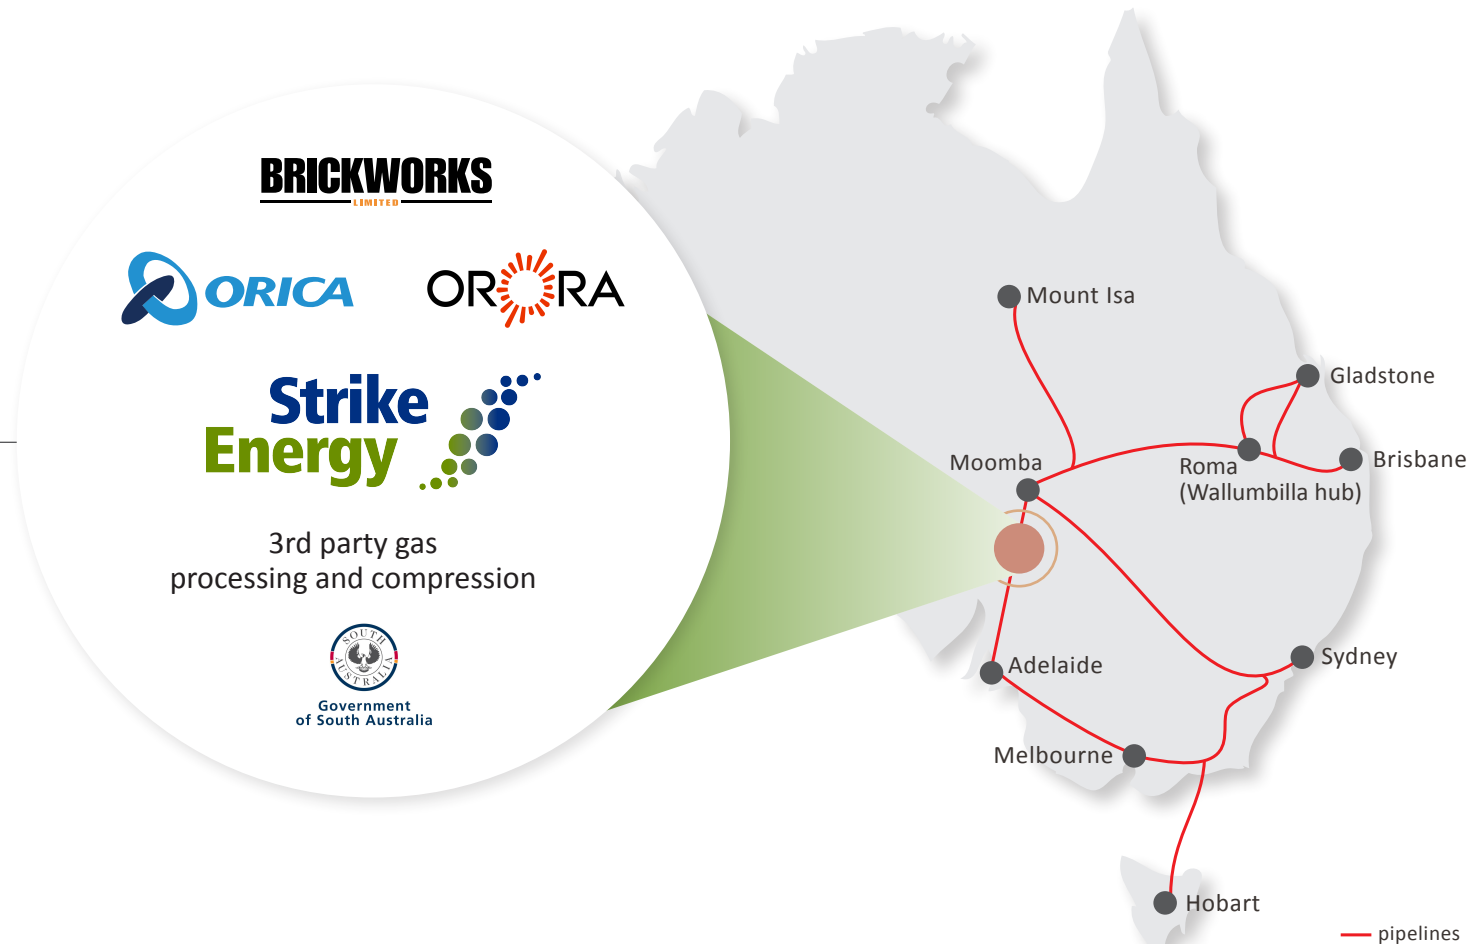 BRICKWORKS
LIMITED
ORICA
ORORA
Strike
Energy
3rd party gas
processing and compression
SOUTH
AUSTRALIA
Government
of South Australia
Mount Isa
Gladstone
Moomba
Roma
(Wallumbilla hub)
Brisbane
Adelaide
Sydney
Melbourne
Hobart
pipelines